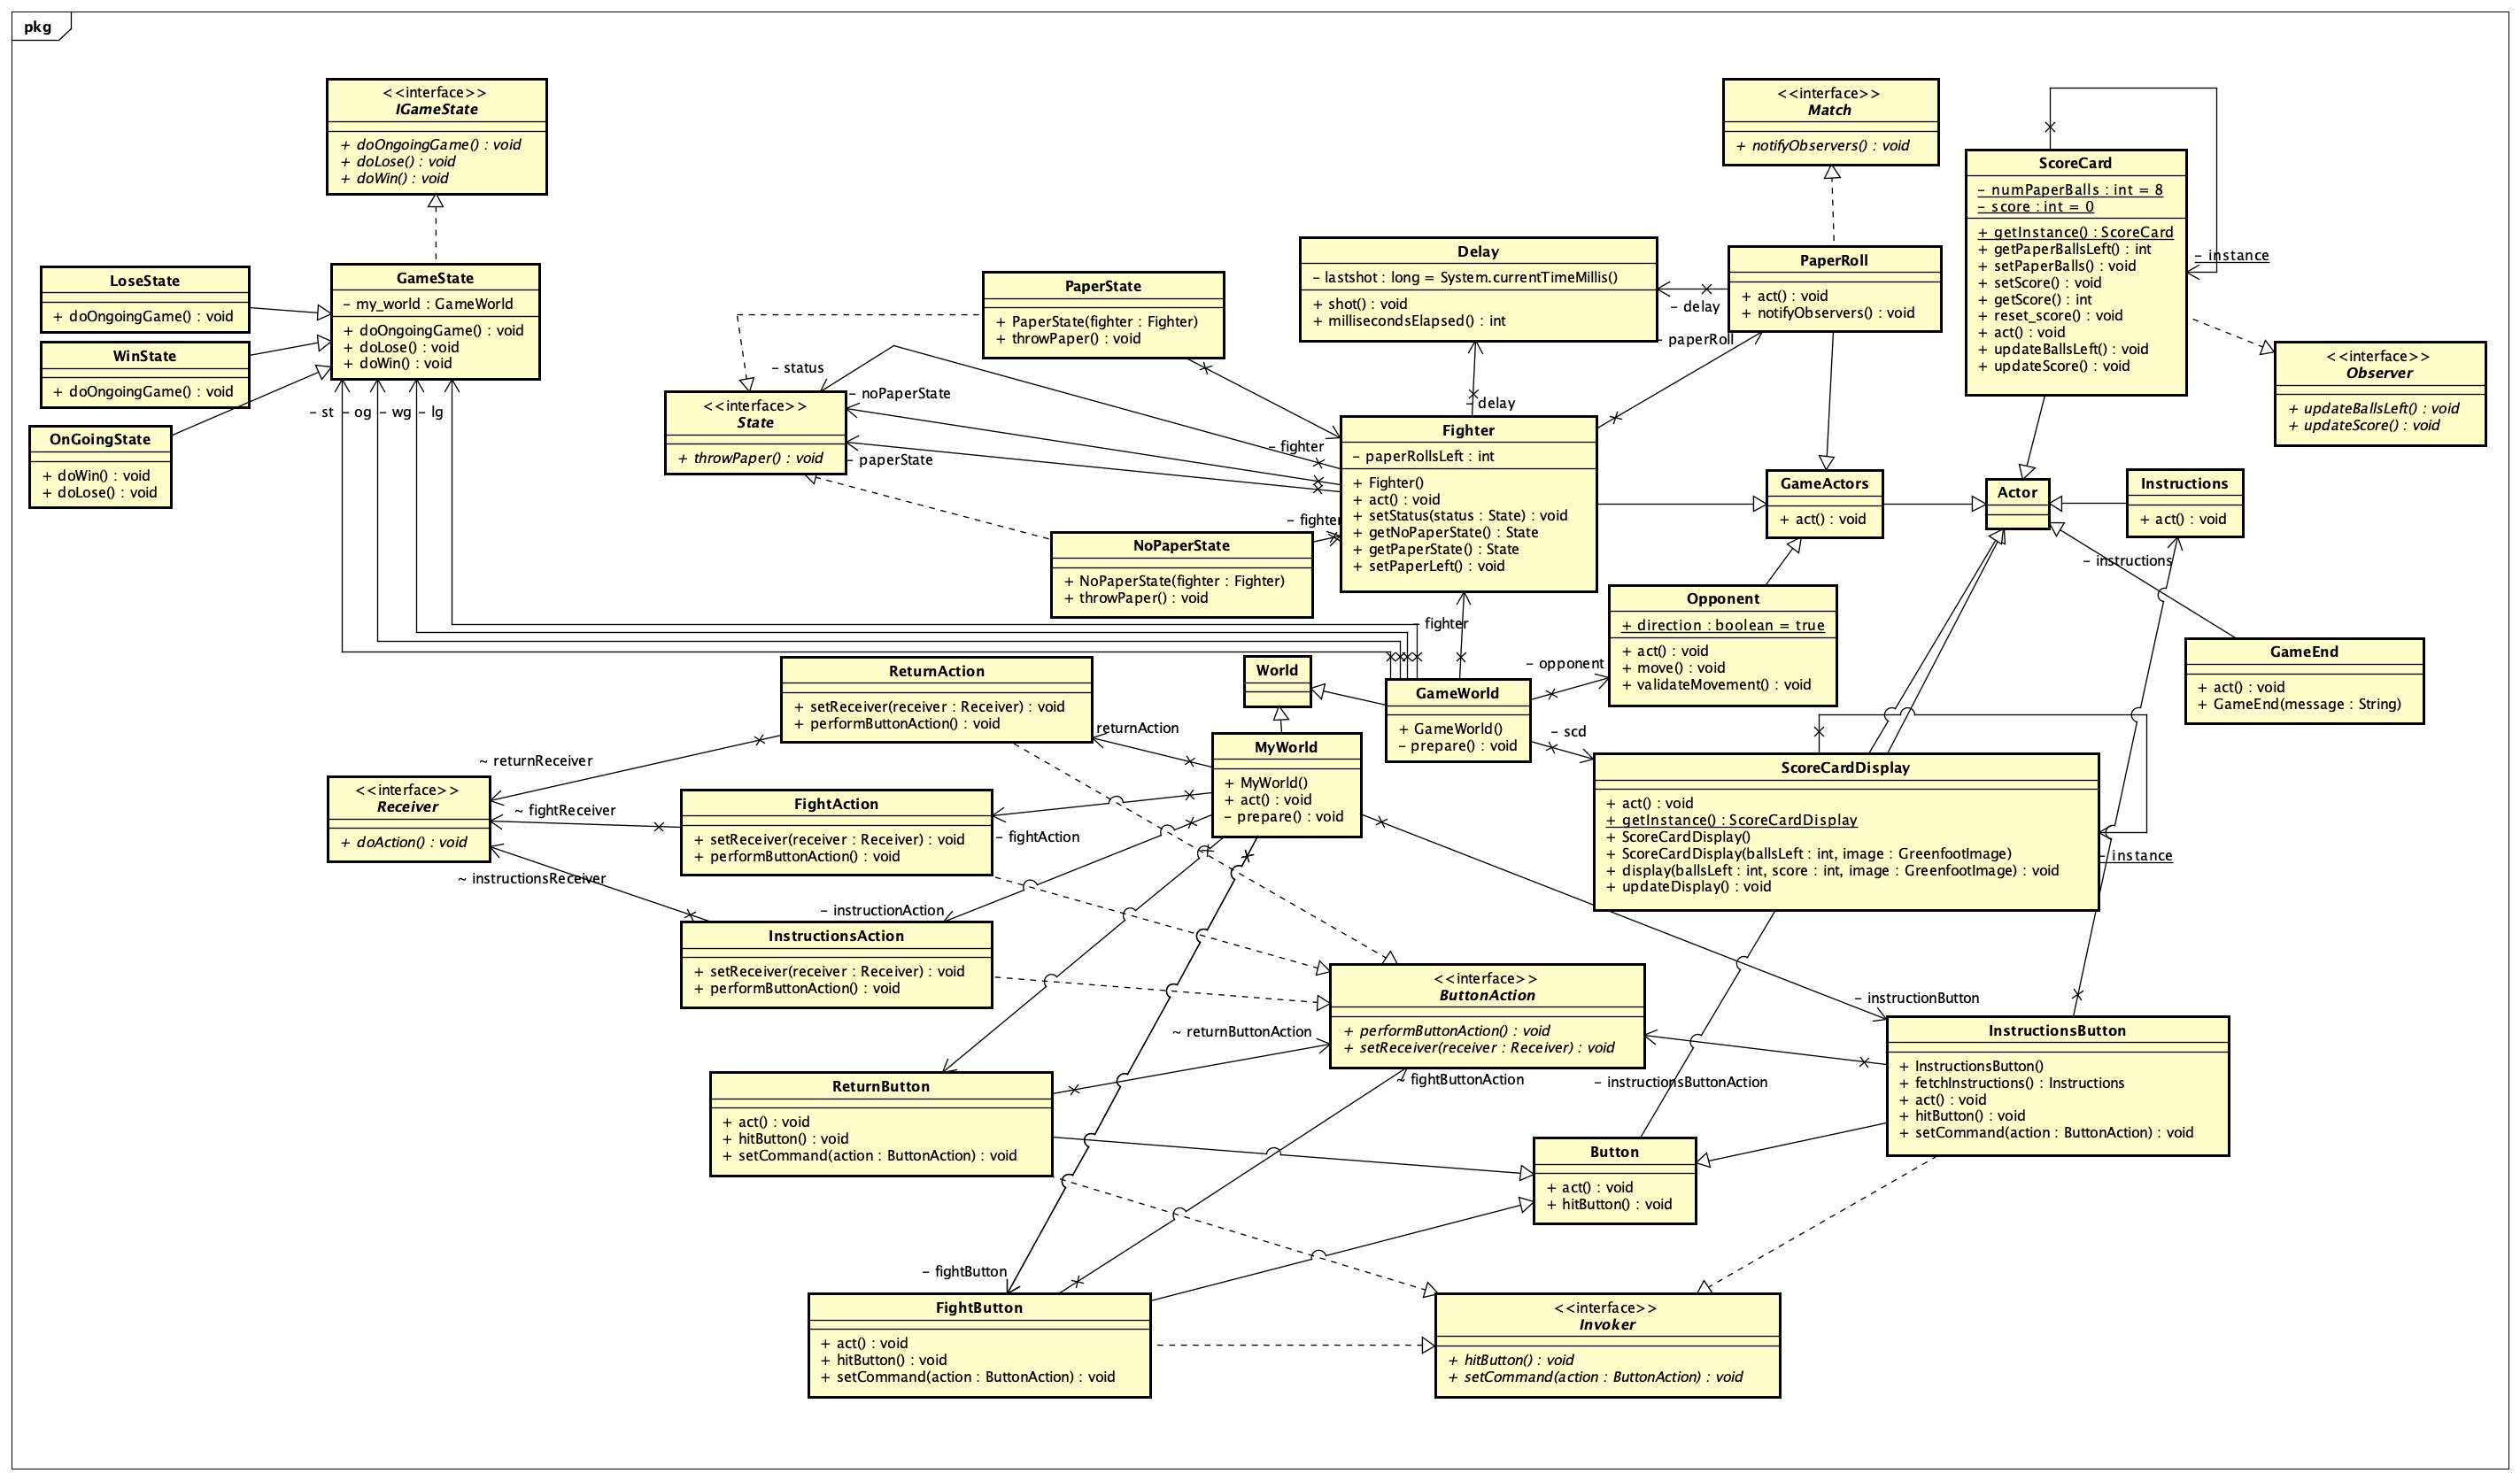 pkg
<<interface>>
IGameState
+ doOngoingGame() : void
+ doLose() : void
+ doWin() : void
<<interface>>
Match
+ notifyObservers() : void
ScoreCard
– numPaperBalls : int = 8
– score : int = 0
+ getInstance() : ScoreCard
+ getPaperBallsLeft() : int
+ setPaperBalls() : void
+ setScore() : void
+ getScore() : int
+ reset_score() : void
+ act() : void
+ updateBallsLeft() : void
+ updateScore() : void
– instance
LoseState
+ doOngoingGame() : void
GameState
– my_world : GameWorld
+ doOngoingGame() : void
+ doLose() : void
+ doWin() : void
WinState
+ doOngoingGame() : void
OnGoingState
+ doWin() : void
+ doLose() : void
– st
– og
– wg
– lg
PaperState
+ PaperState(fighter : Fighter)
+ throwPaper() : void
Delay
– lastshot : long = System.currentTimeMillis()
+ shot() : void
+ millisecondsElapsed() : int
PaperRoll
+ act() : void
+ notifyObservers() : void
– delay
– paperRoll
<<interface>>
Observer
+ updateBallsLeft() : void
+ updateScore() : void
– status
– noPaperState
<<interface>>
State
+ throwPaper() : void
– paperState
– delay
– fighter
Fighter
– paperRollsLeft : int
+ Fighter()
+ act() : void
+ setStatus(status : State) : void
+ getNoPaperState() : State
+ getPaperState() : State
+ setPaperLeft() : void
– fighter
GameActors
+ act() : void
Actor
Instructions
+ act() : void
– instructions
NoPaperState
+ NoPaperState(fighter : Fighter)
+ throwPaper() : void
Opponent
+ direction : boolean = true
+ act() : void
+ move() : void
+ validateMovement() : void
– fighter
– opponent
GameEnd
+ act() : void
+ GameEnd(message : String)
ReturnAction
+ setReceiver(receiver : Receiver) : void
+ performButtonAction() : void
World
GameWorld
+ GameWorld()
– prepare() : void
– scd
returnAction
MyWorld
+ MyWorld()
+ act() : void
– prepare() : void
~ returnReceiver
ScoreCardDisplay
+ act() : void
+ getInstance() : ScoreCardDisplay
+ ScoreCardDisplay()
+ ScoreCardDisplay(ballsLeft : int, image : GreenfootImage)
+ display(ballsLeft : int, score : int, image : GreenfootImage) : void
+ updateDisplay() : void
– instance
<<interface>>
Receiver
+ doAction() : void
~ fightReceiver
FightAction
+ setReceiver(receiver : Receiver) : void
+ performButtonAction() : void
– fightAction
~ instructionsReceiver
– instructionAction
InstructionsAction
+ setReceiver(receiver : Receiver) : void
+ performButtonAction() : void
<<interface>>
ButtonAction
+ performButtonAction() : void
+ setReceiver(receiver : Receiver) : void
– instructionButton
~ returnButtonAction
InstructionsButton
+ InstructionsButton()
+ fetchInstructions() : Instructions
+ act() : void
+ hitButton() : void
+ setCommand(action : ButtonAction) : void
ReturnButton
+ act() : void
+ hitButton() : void
+ setCommand(action : ButtonAction) : void
~ fightButtonAction
– instructionsButtonAction
Button
+ act() : void
+ hitButton() : void
– fightButton
FightButton
+ act() : void
+ hitButton() : void
+ setCommand(action : ButtonAction) : void
<<interface>>
Invoker
+ hitButton() : void
+ setCommand(action : ButtonAction) : void